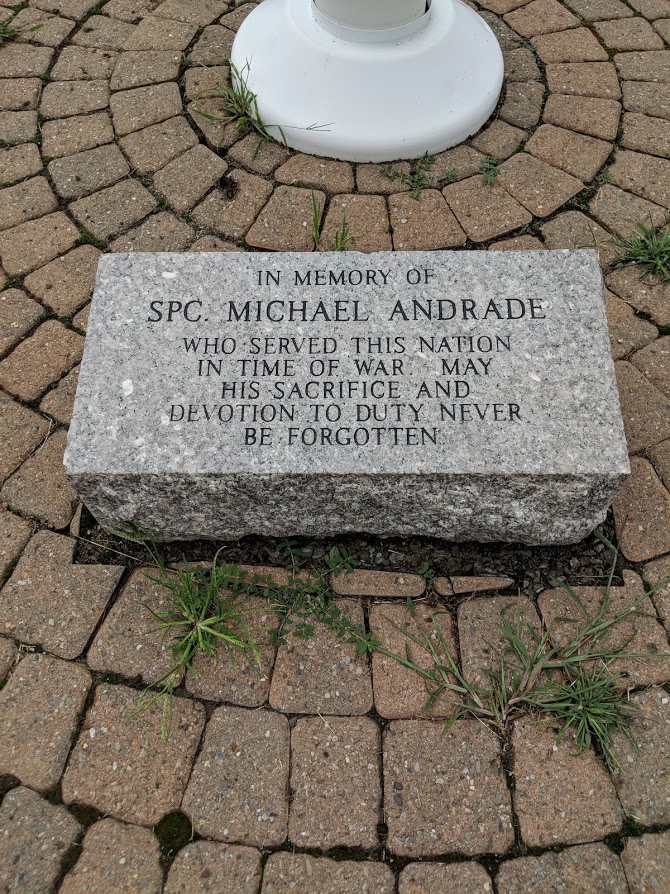 IN MEMORY OF
SPC. MICHAEL ANDRADE
WHO SERVED THIS NATION
IN TIME OF WAR. MAY
HIS SACRIFICE AND
DEVOTION TO DUTY NEVER
BE FORGOTTEN